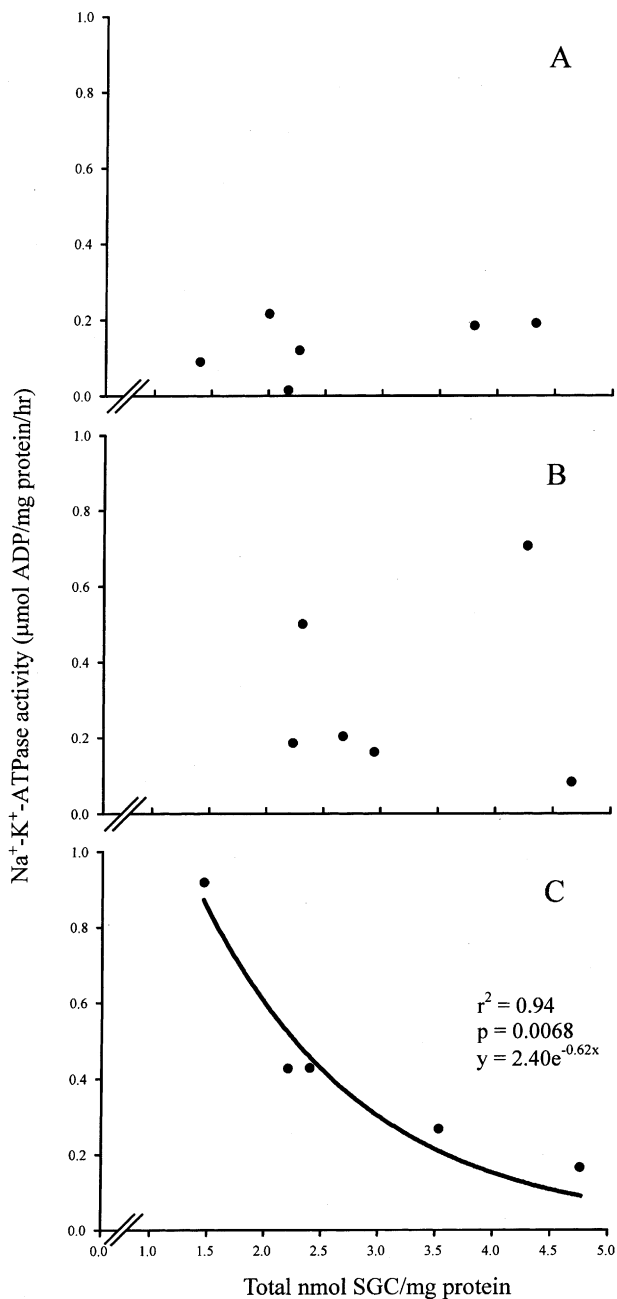 1.0
A
0.8
0.6
0.4
0.2
0.0
1.0
B
0.8
0.6
0.4
0.2
0.0
Na⁺-K⁺-ATPase activity (μmol ADP/mg protein/hr)
1.0
C
0.8
r² = 0.94
0.6
p = 0.0068
y = 2.40e⁻⁰·⁶²ˣ
0.4
0.2
0.0
0.0 1.0 1.5 2.0 2.5 3.0 3.5 4.0 4.5 5.0
Total nmol SGC/mg protein